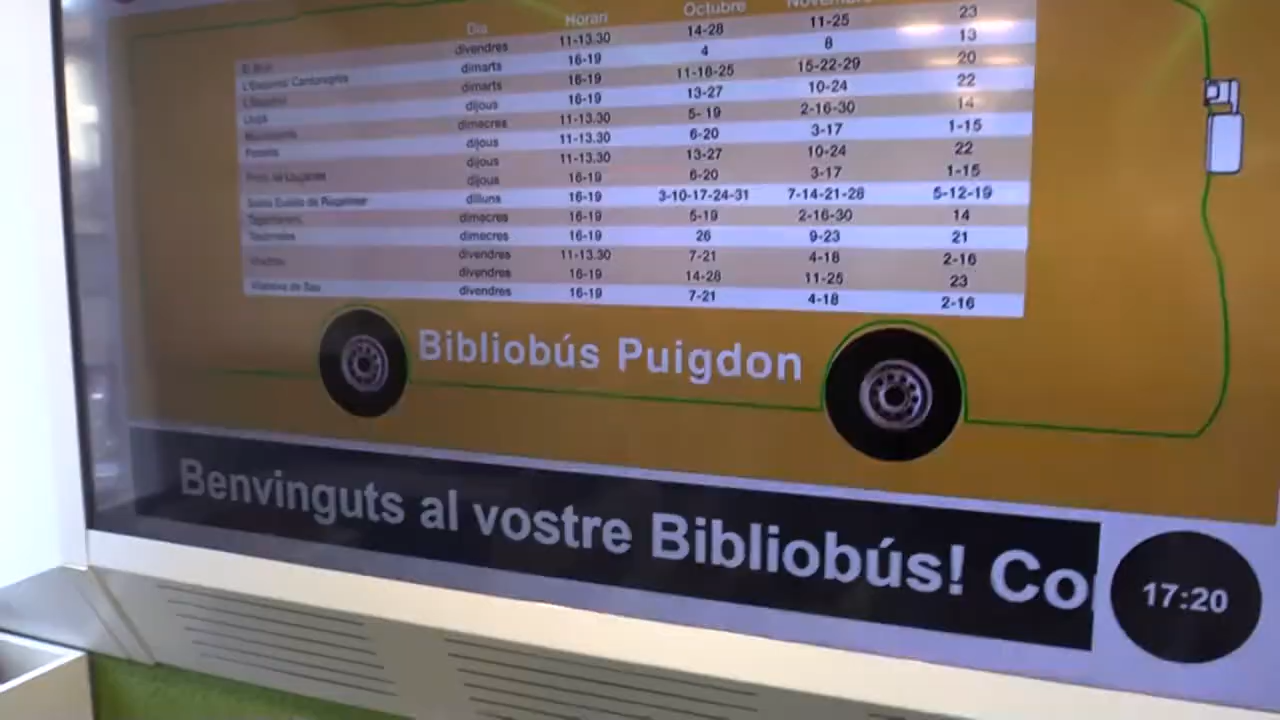 Dia Horari Octubre Novembre
divendres 11-13.30 14-28 11-25 23
dimarts 16-19 4 8 13
dimarts 16-19 11-18-25 15-22-29 20
dijous 16-19 13-27 10-24 22
dimecres 11-13.30 5- 19 2-16-30 14
dijous 11-13.30 6-20 3-17 1-15
dijous 11-13.30 13-27 10-24 22
dijous 16-19 6-20 3-17 1-15
dilluns 16-19 3-10-17-24-31 7-14-21-28 5-12-19
dimecres 16-19 5-19 2-16-30 14
dimecres 16-19 26 9-23 21
divendres 11-13.30 7-21 4-18 2-16
divendres 16-19 14-28 11-25 23
Vilanova de Sau divendres 16-19 7-21 4-18 2-16
Bibliobús Puigdon
Benvinguts al vostre Bibliobús! Co
17:20